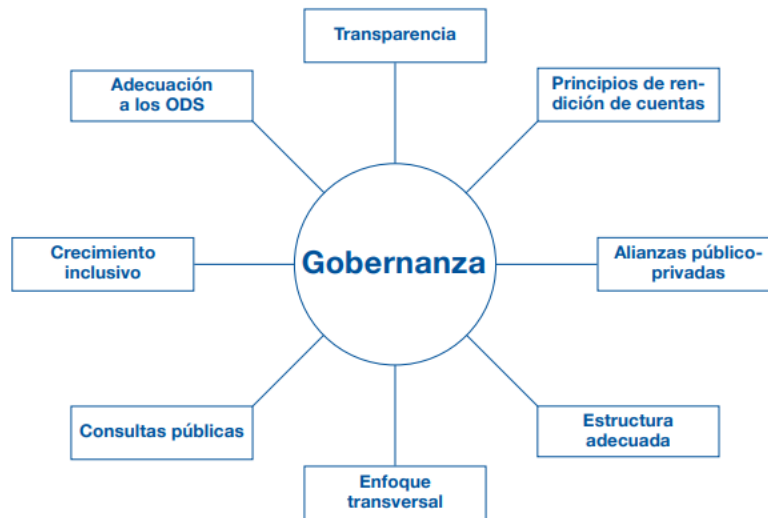 Transparencia
Adecuación
a los ODS
Principios de ren-
dición de cuentas
Crecimiento
inclusivo
Gobernanza
Alianzas público-
privadas
Consultas públicas
Estructura
adecuada
Enfoque
transversal